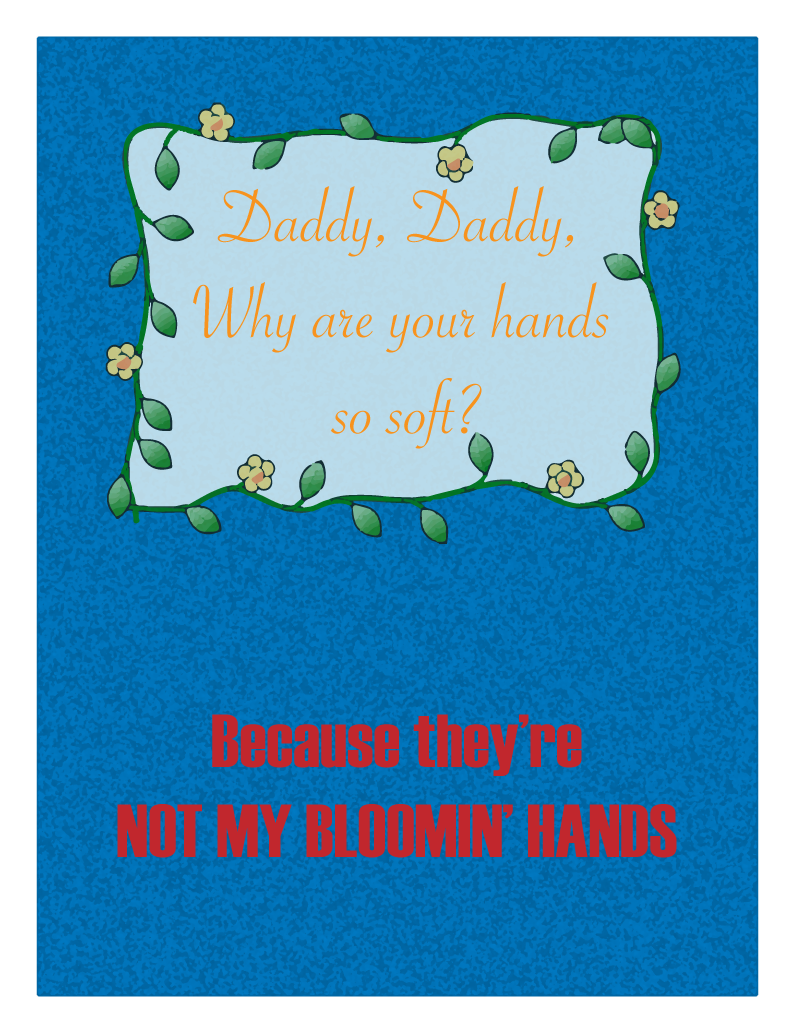 Daddy, Daddy,
Why are your hands
so soft?
Because they’re
NOT MY BLOOMIN’ HANDS